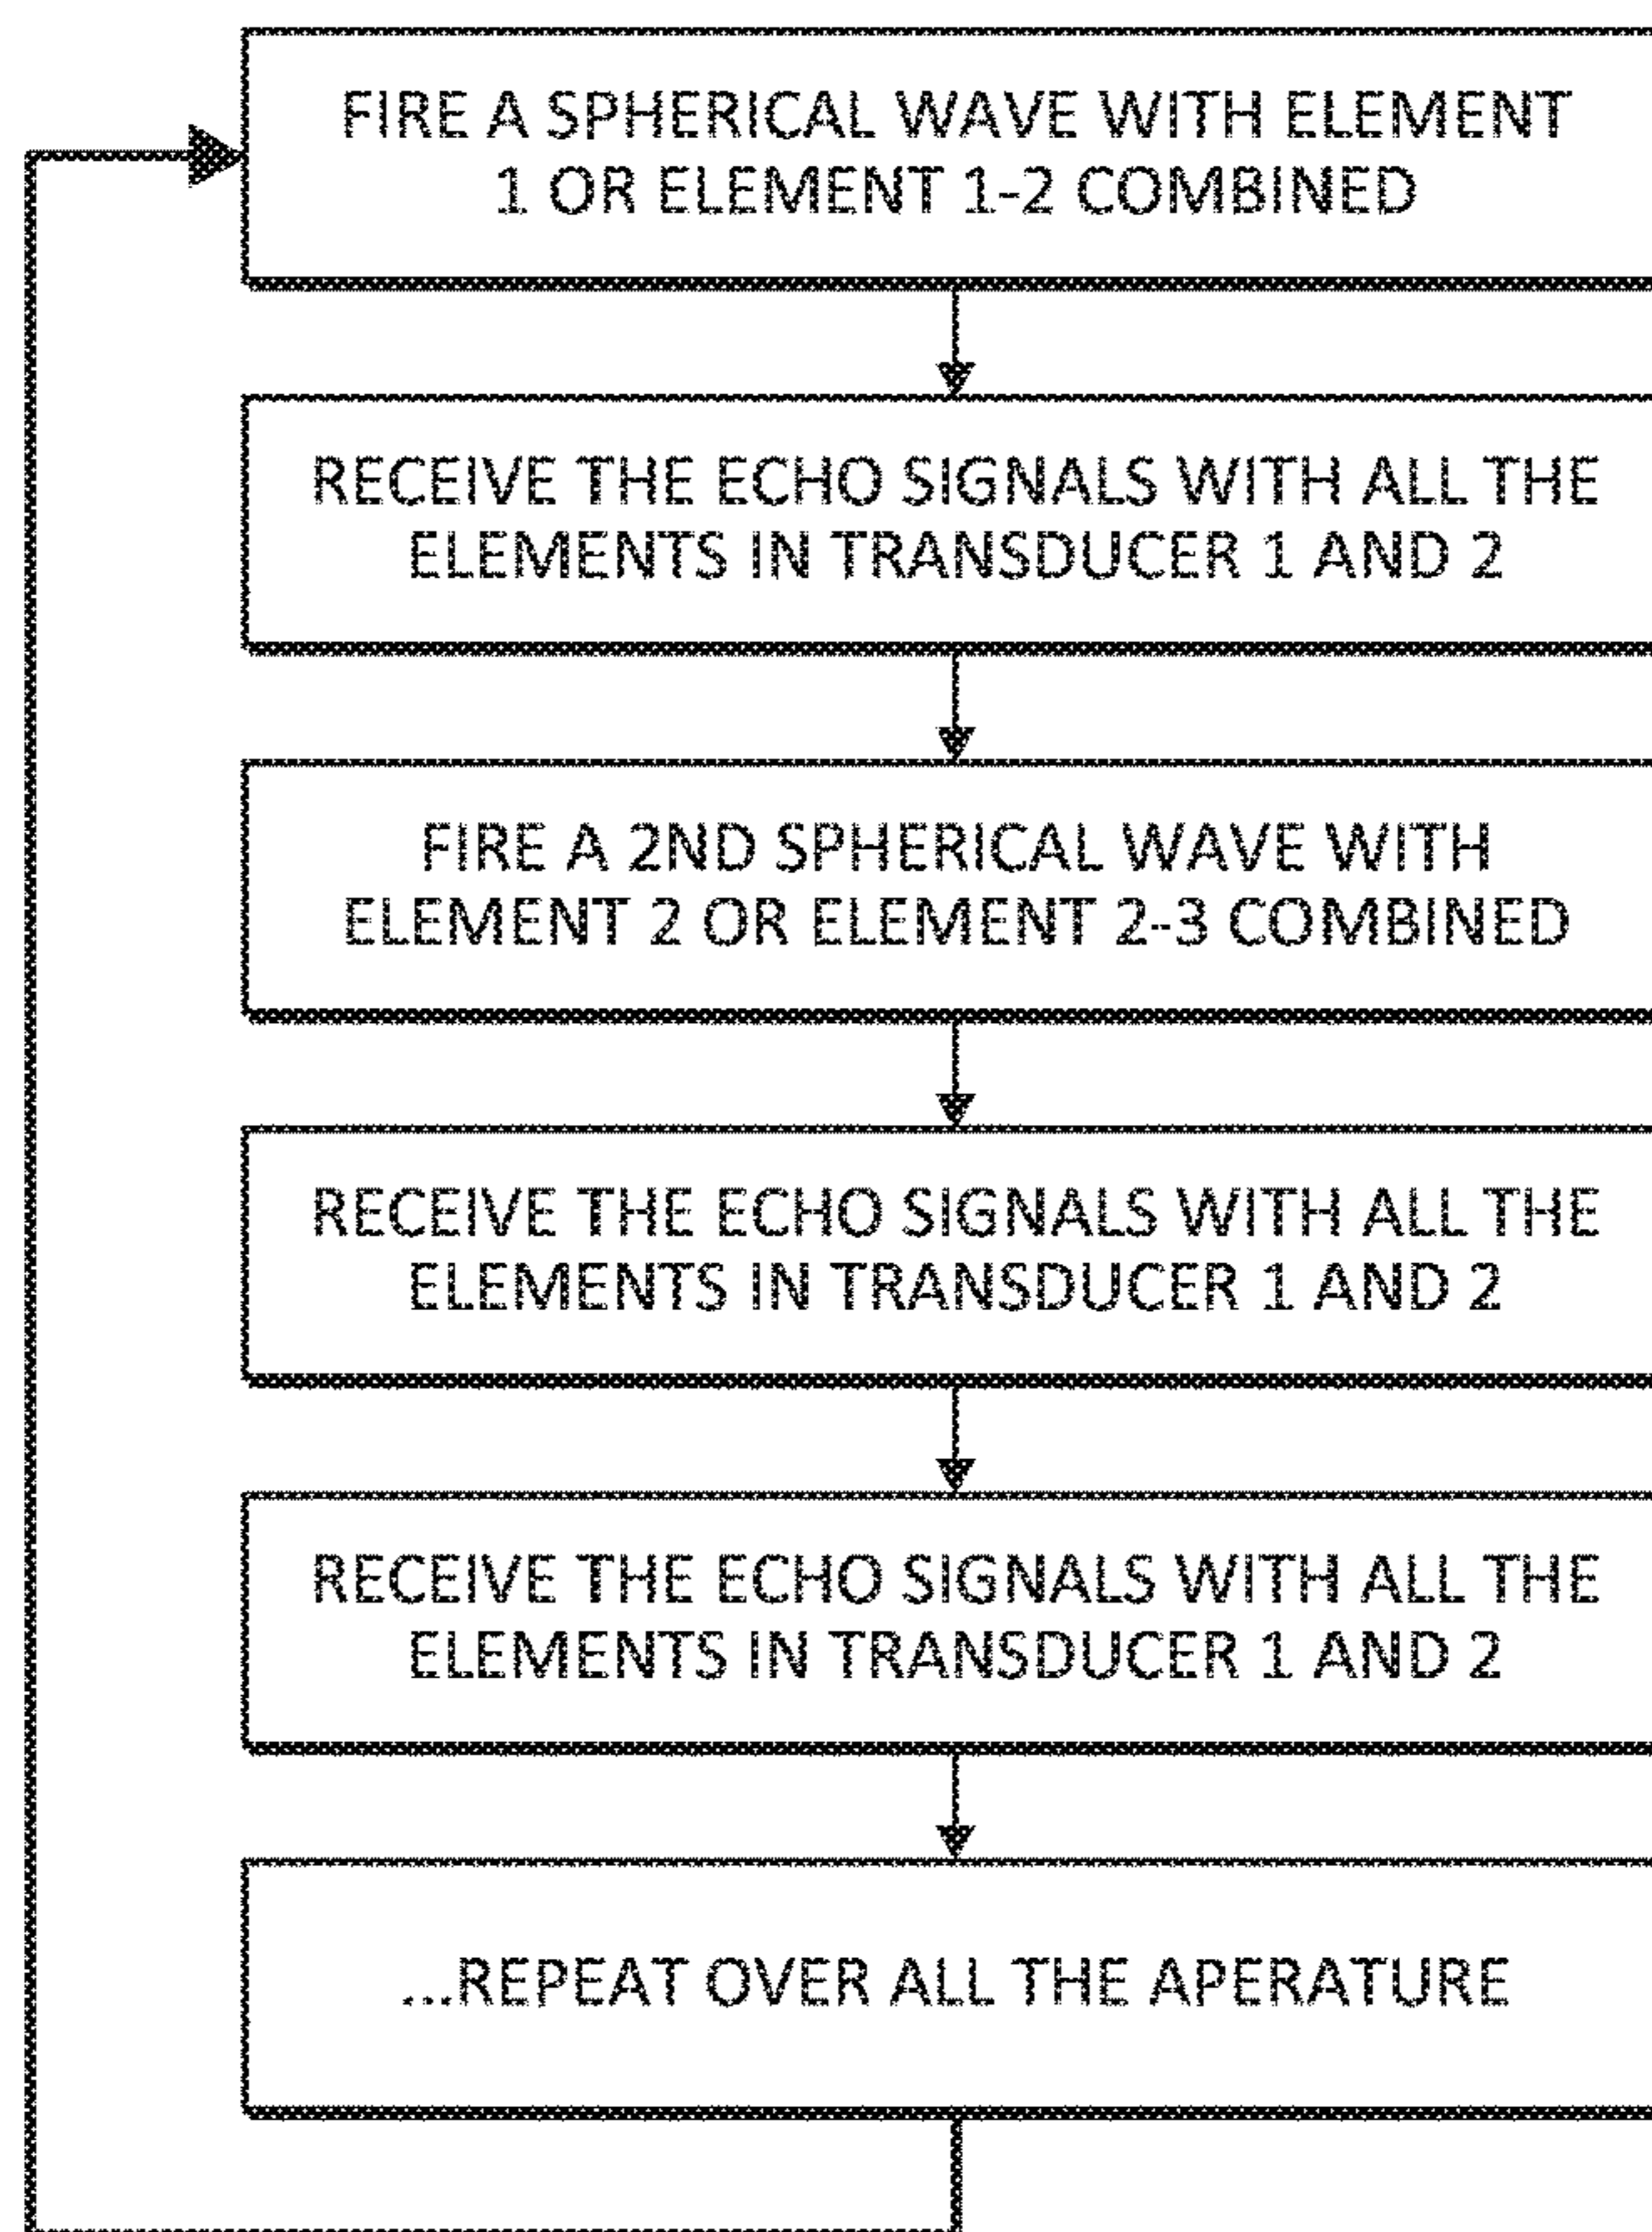 FIRE A SPHERICAL WAVE WITH ELEMENT
1 OR ELEMENT 1-2 COMBINED
RECEIVE THE ECHO SIGNALS WITH ALL THE
ELEMENTS IN TRANSDUCER 1 AND 2
FIRE A 2ND SPHERICAL WAVE WITH
ELEMENT 2 OR ELEMENT 2-3 COMBINED
RECEIVE THE ECHO SIGNALS WITH ALL THE
ELEMENTS IN TRANSDUCER 1 AND 2
RECEIVE THE ECHO SIGNALS WITH ALL THE
ELEMENTS IN TRANSDUCER 1 AND 2
...REPEAT OVER ALL THE APERATURE